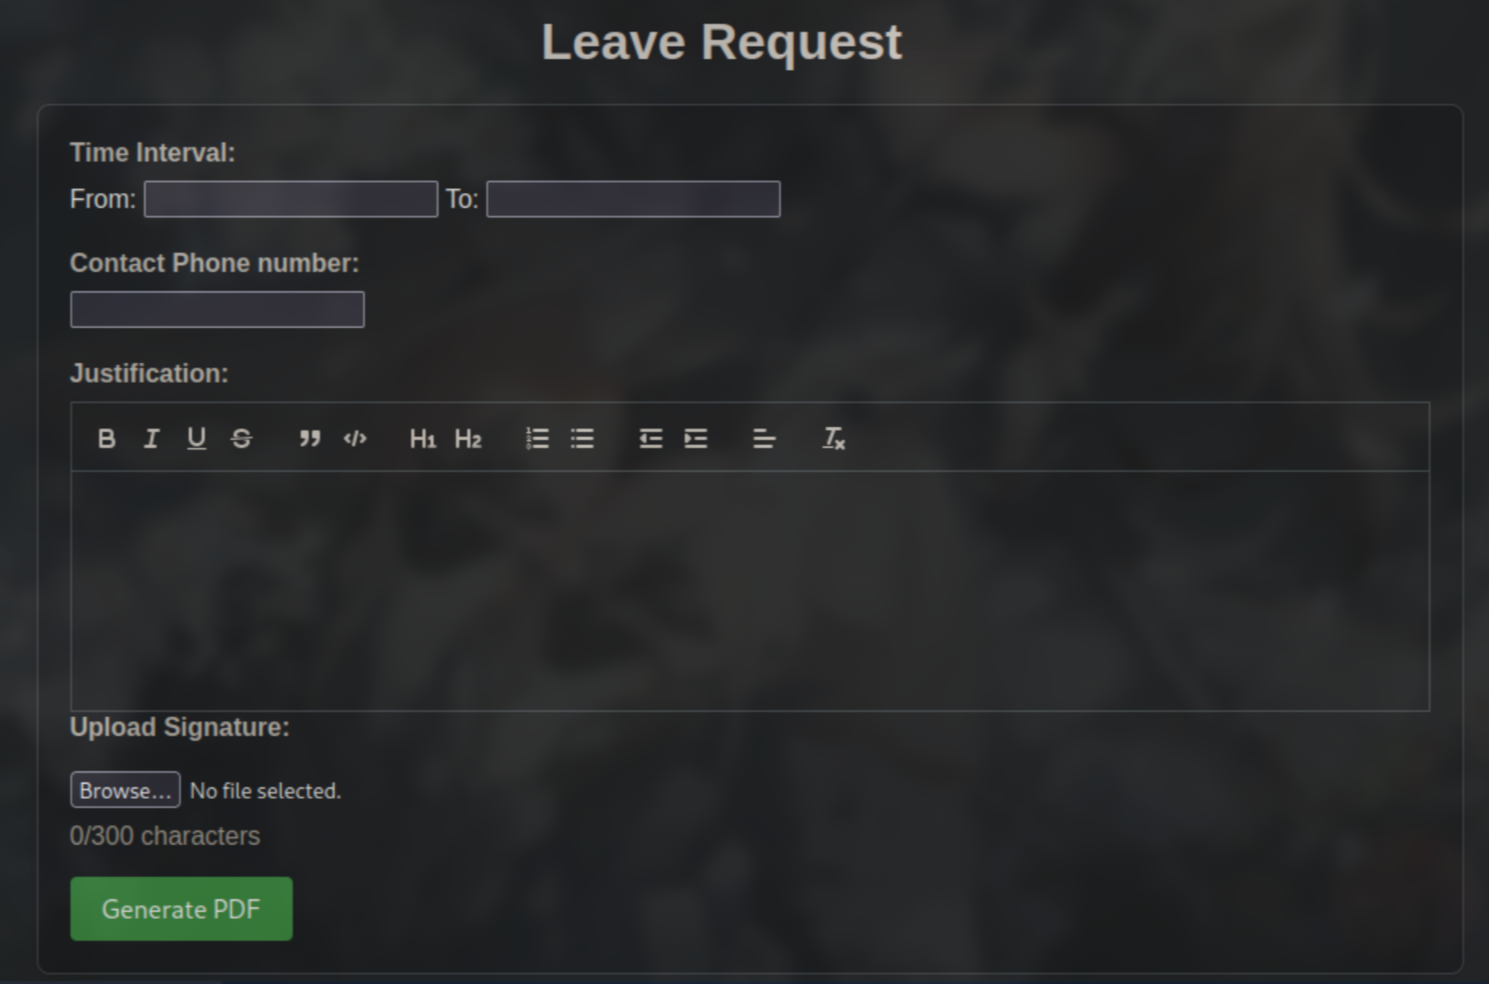 Leave Request
Time Interval:
From: To:
Contact Phone number:
Justification:
B I U S ” </> H1 H2
Upload Signature:
Browse... No file selected.
0/300 characters
Generate PDF